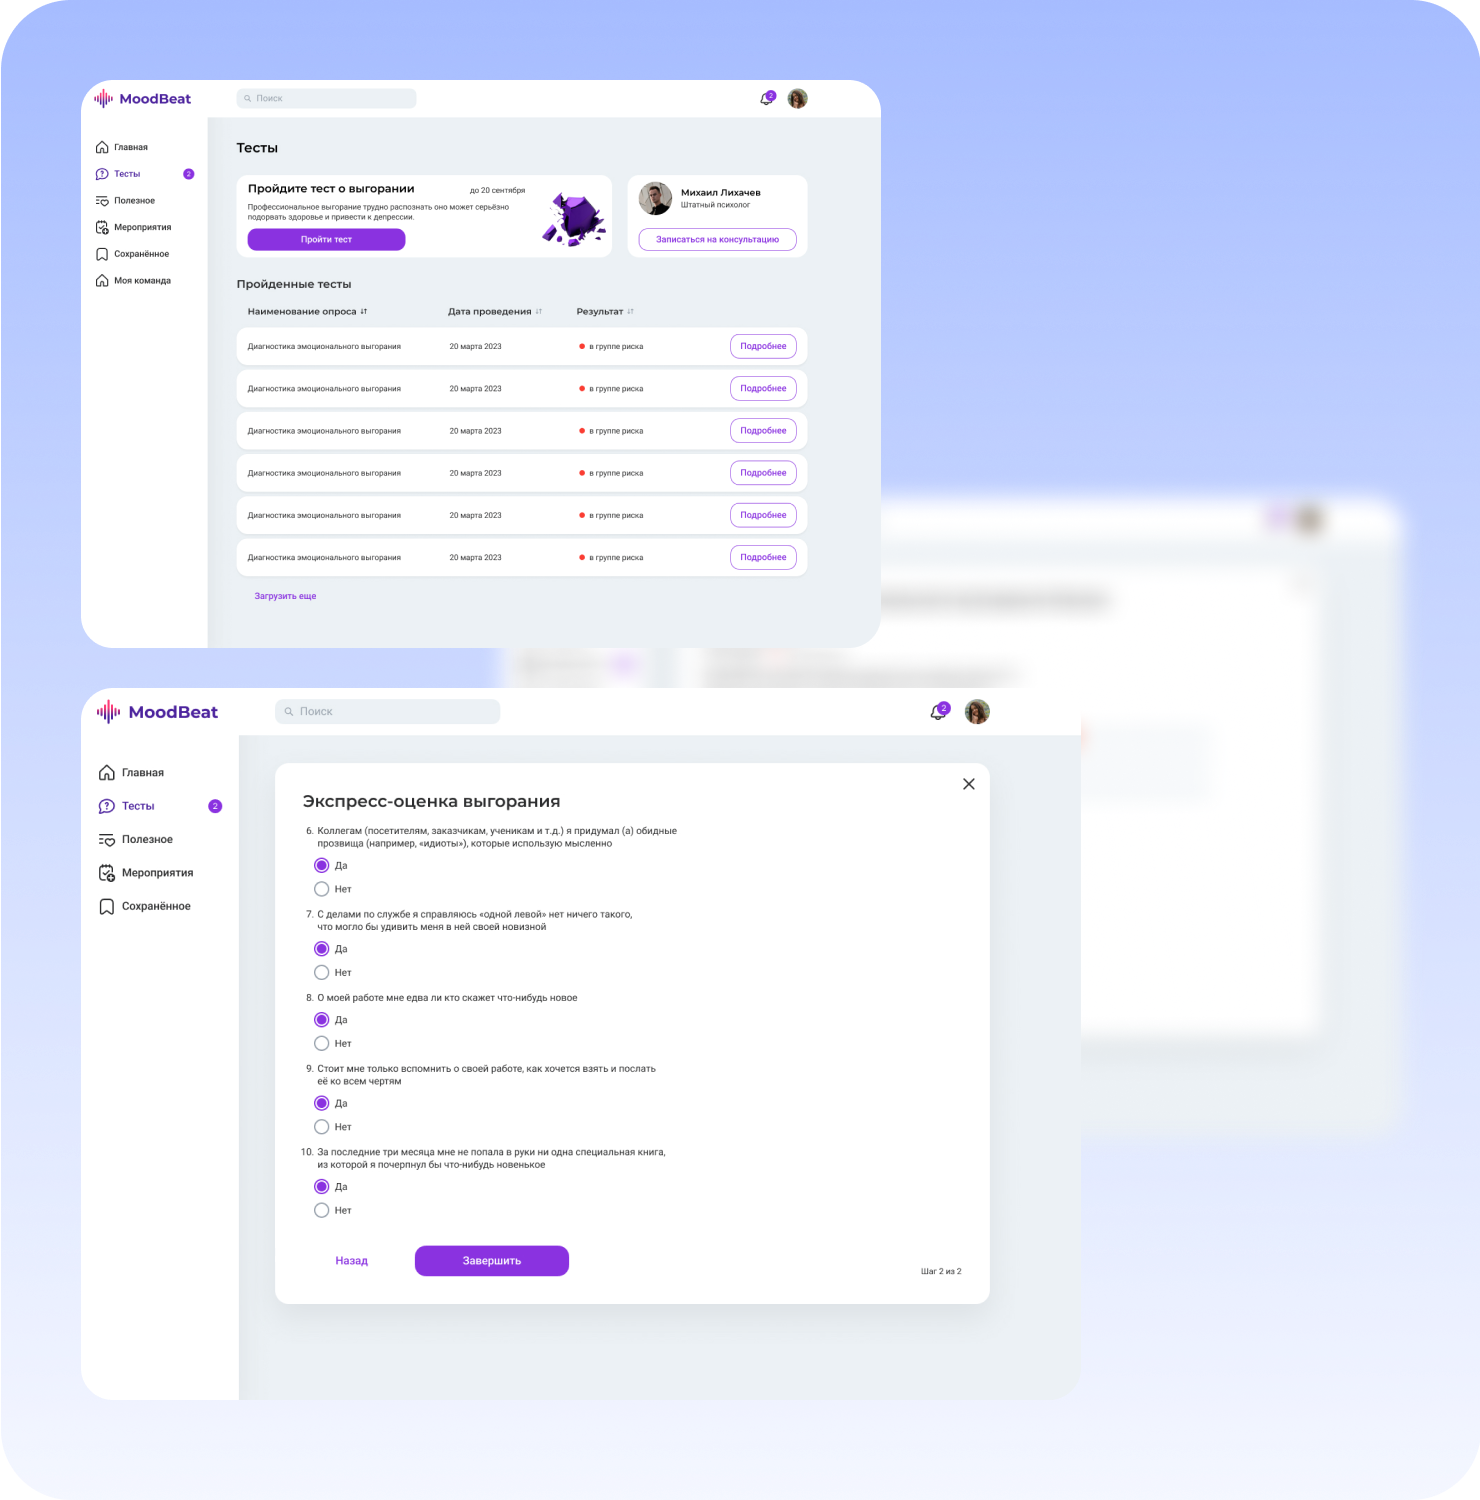 MoodBeat
Поиск
2
Главная
Тесты
2
Полезное
Мероприятия
Сохранённое
Моя команда
Тесты
Пройдите тест о выгорании
до 20 сентября
Профессиональное выгорание трудно распознать оно может серьёзно
подорвать здоровье и привести к депрессии.
Пройти тест
Михаил Лихачев
Штатный психолог
Записаться на консультацию
Пройденные тесты
Наименование опроса
Дата проведения
Результат
Диагностика эмоционального выгорания
20 марта 2023
в группе риска
Подробнее
Диагностика эмоционального выгорания
20 марта 2023
в группе риска
Подробнее
Диагностика эмоционального выгорания
20 марта 2023
в группе риска
Подробнее
Диагностика эмоционального выгорания
20 марта 2023
в группе риска
Подробнее
Диагностика эмоционального выгорания
20 марта 2023
в группе риска
Подробнее
Диагностика эмоционального выгорания
20 марта 2023
в группе риска
Подробнее
Загрузить еще
MoodBeat
Поиск
2
Главная
Тесты
2
Полезное
Мероприятия
Сохранённое
Экспресс-оценка выгорания
6. Коллегам (посетителям, заказчикам, ученикам и т.д.) я придумал (а) обидные
прозвища (например, «идиоты»), которые использую мысленно
Да
Нет
7. С делами по службе я справляюсь «одной левой» нет ничего такого,
что могло бы удивить меня в ней своей новизной
Да
Нет
8. О моей работе мне едва ли кто скажет что-нибудь новое
Да
Нет
9. Стоит мне только вспомнить о своей работе, как хочется взять и послать
её ко всем чертям
Да
Нет
10. За последние три месяца мне не попала в руки ни одна специальная книга,
из которой я почерпнул бы что-нибудь новенькое
Да
Нет
Назад
Завершить
Шаг 2 из 2